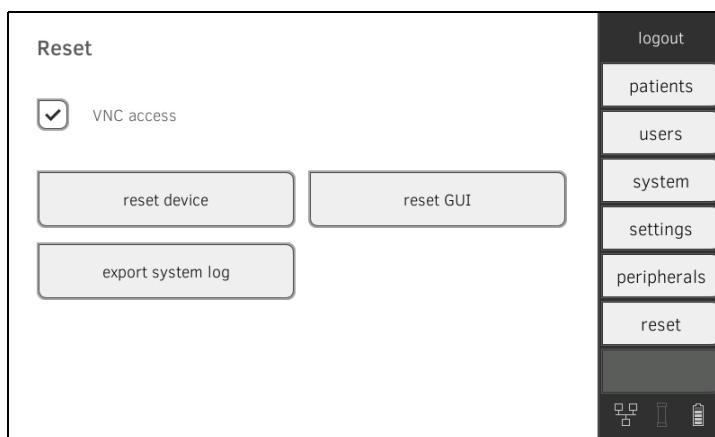 Reset
VNC access
reset device
reset GUI
export system log
logout
patients
users
system
settings
peripherals
reset